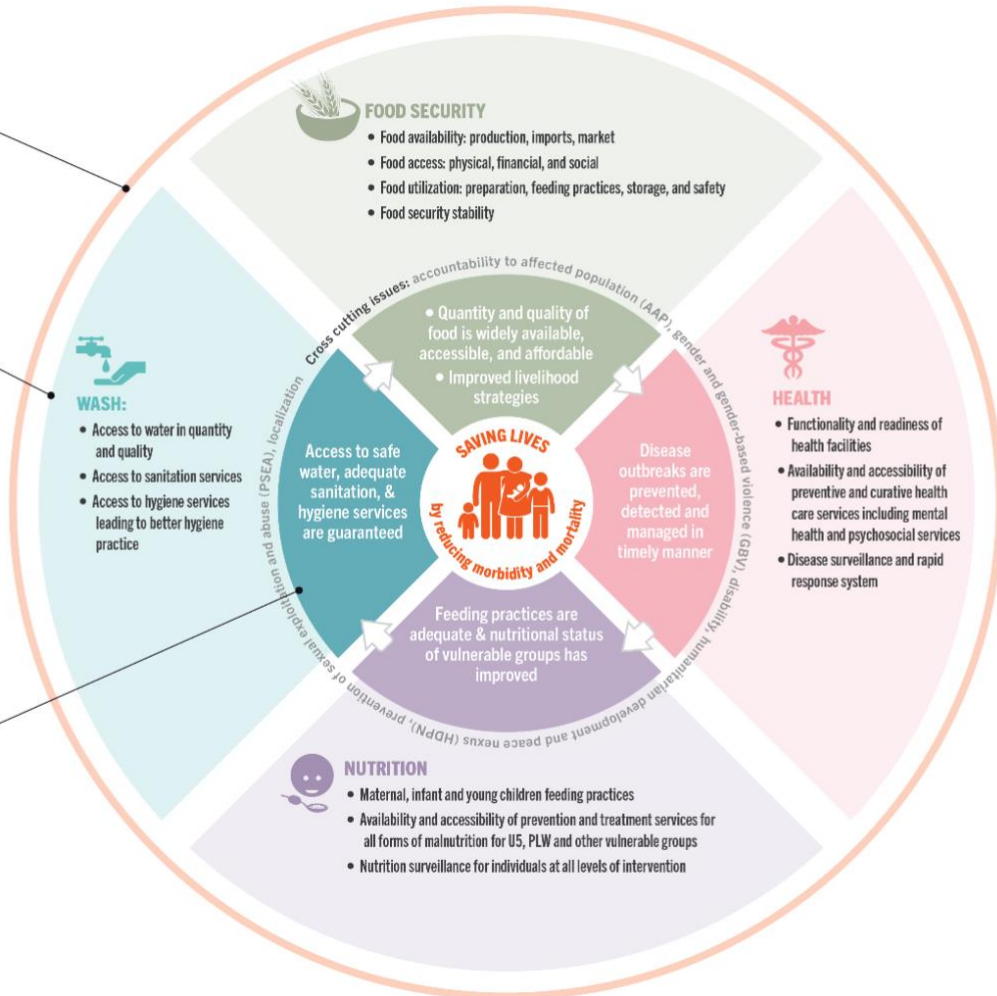 FOOD SECURITY
• Food availability: production, imports, market
• Food access: physical, financial, and social
• Food utilization: preparation, feeding practices, storage, and safety
• Food security stability
Cross cutting issues: accountability to affected population (AAP), gender and gender-based violence (GBV), disability, humanitarian development and peace nexus (HDPN), prevention of sexual exploitation and abuse (PSEA), localization
• Quantity and quality of
food is widely available,
accessible, and affordable
• Improved livelihood
strategies
WASH:
• Access to water in quantity
and quality
• Access to sanitation services
• Access to hygiene services
leading to better hygiene
practice
Access to safe
water, adequate
sanitation, &
hygiene services
are guaranteed
SAVING LIVES
by reducing morbidity and mortality
Disease
outbreaks are
prevented,
detected and
managed in
timely manner
HEALTH
• Functionality and readiness of
health facilities
• Availability and accessibility of
preventive and curative health
care services including mental
health and psychosocial services
• Disease surveillance and rapid
response system
Feeding practices are
adequate & nutritional status
of vulnerable groups has
improved
NUTRITION
• Maternal, infant and young children feeding practices
• Availability and accessibility of prevention and treatment services for
all forms of malnutrition for U5, PLW and other vulnerable groups
• Nutrition surveillance for individuals at all levels of intervention